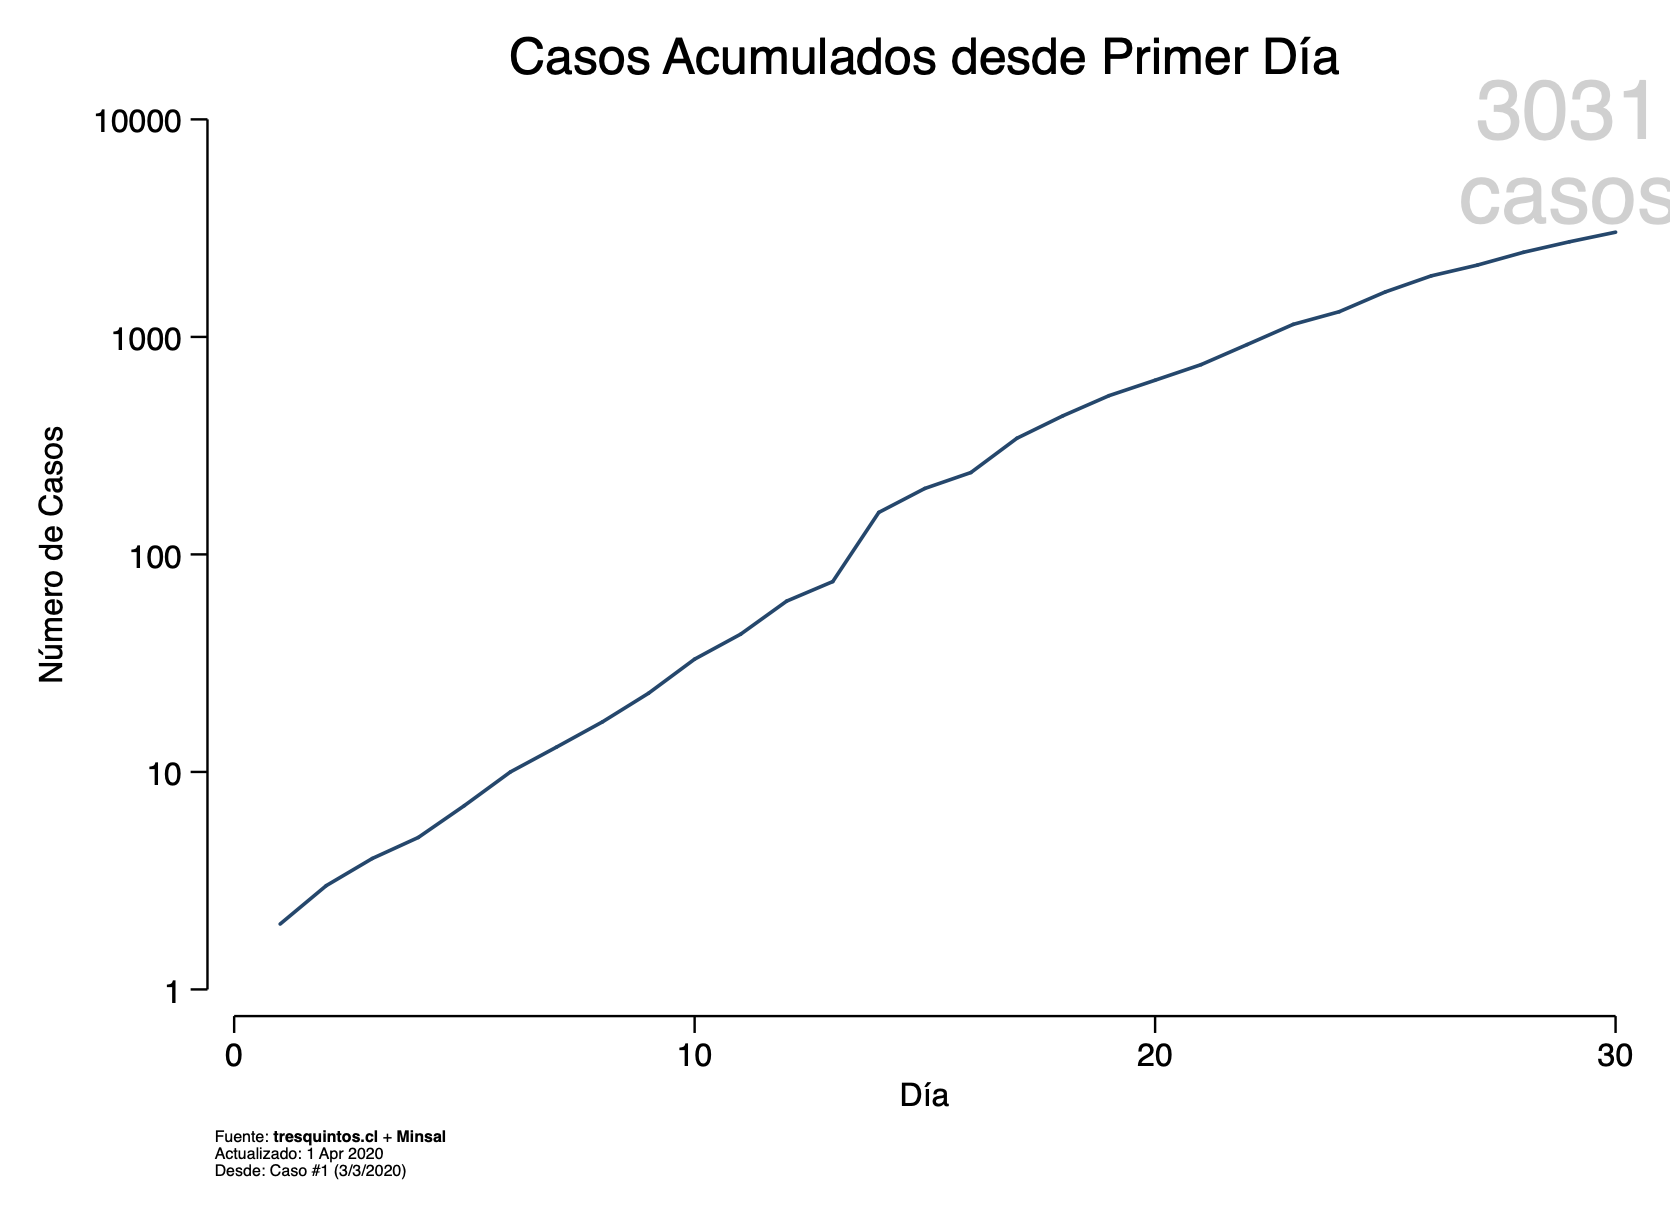 Casos Acumulados desde Primer Día
3031
casos
10000
1000
100
10
1
Número de Casos
0 10 20 30
Día
Fuente: tresquintos.cl + Minsal
Actualizado: 1 Apr 2020
Desde: Caso #1 (3/3/2020)